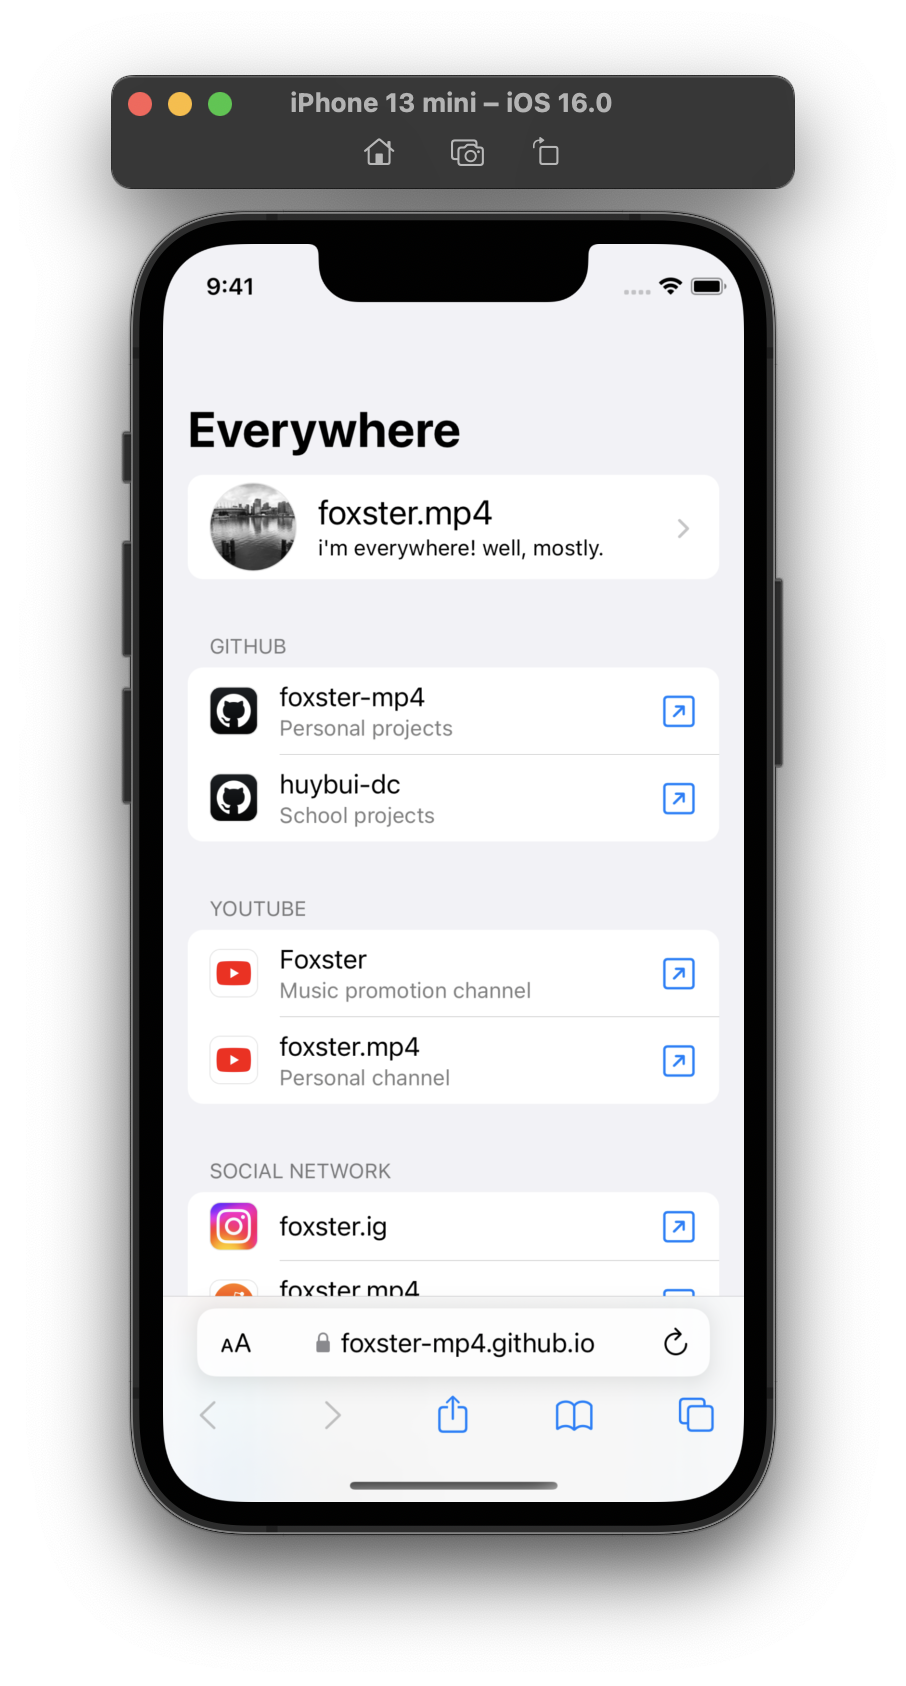 iPhone 13 mini – iOS 16.0
9:41
Everywhere
foxster.mp4
i'm everywhere! well, mostly.
GITHUB
foxster-mp4
Personal projects
huybui-dc
School projects
YOUTUBE
Foxster
Music promotion channel
foxster.mp4
Personal channel
SOCIAL NETWORK
foxster.ig
foxster.mp4
AA
foxster-mp4.github.io